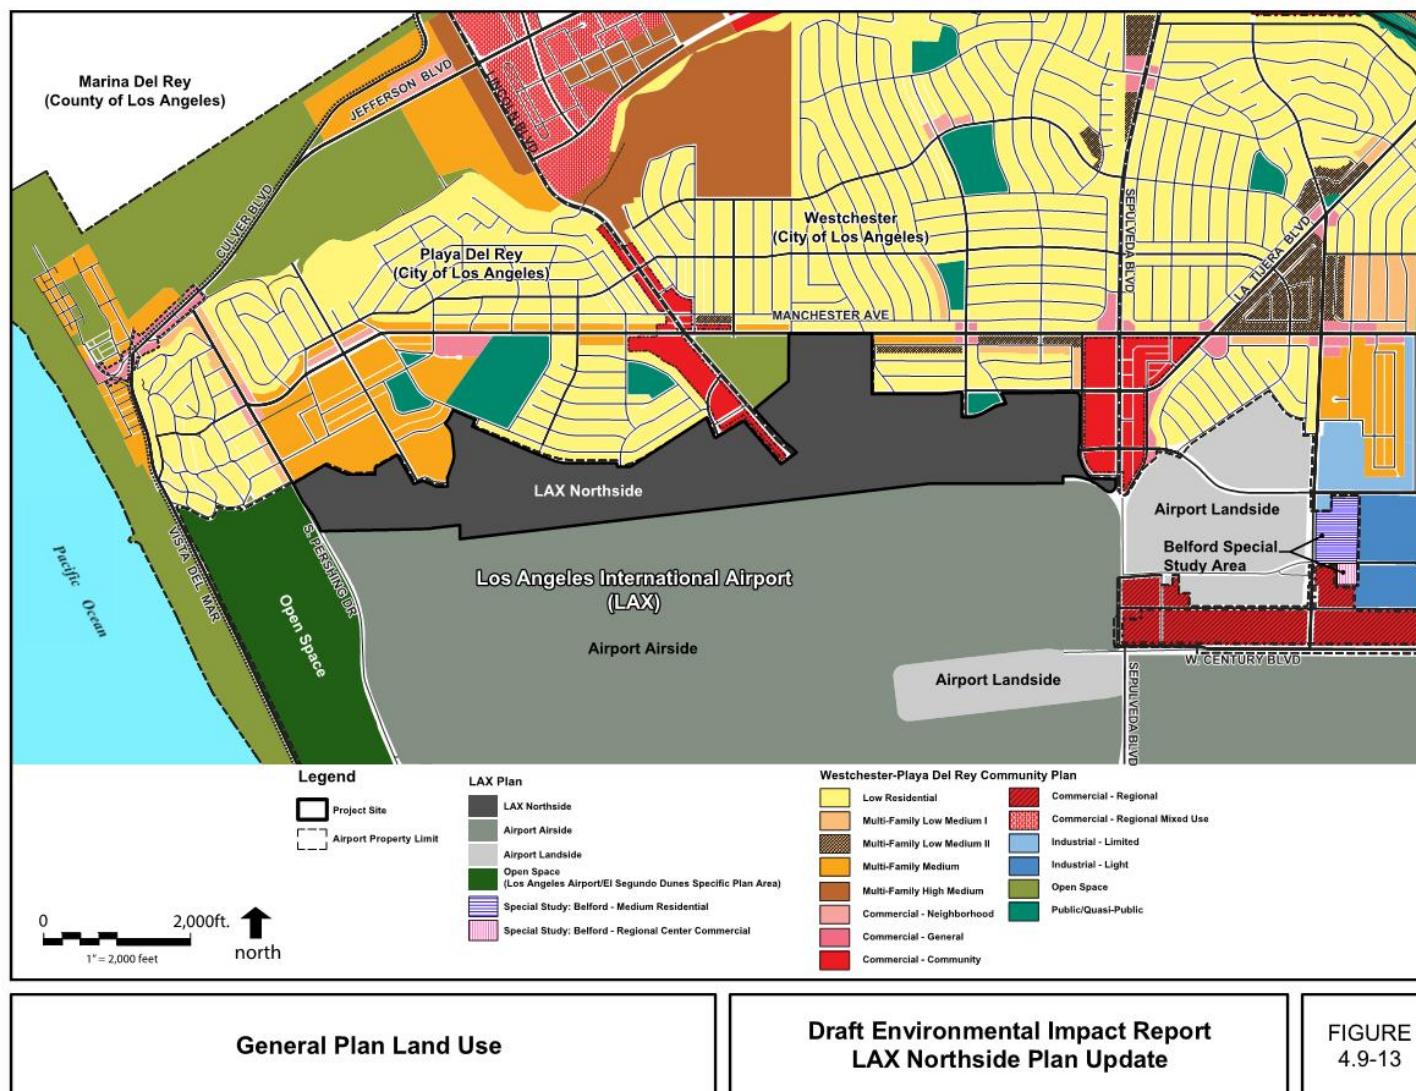 Marina Del Rey
(County of Los Angeles)
JEFFERSON BLVD
LINCOLN BLVD
CULVER BLVD
Playa Del Rey
(City of Los Angeles)
Westchester
(City of Los Angeles)
SEPULVEDA BLVD
LA TIJERA BLVD
MANCHESTER AVE
LAX Northside
Airport Landside
Belford Special
Study Area
Pacific Ocean
VISTA DEL MAR
S. PERSHING DR
Open Space
Los Angeles International Airport
(LAX)
Airport Airside
Airport Landside
W. CENTURY BLVD
SEPULVEDA BLVD
Legend
Project Site
Airport Property Limit
LAX Plan
LAX Northside
Airport Airside
Airport Landside
Open Space
(Los Angeles Airport/El Segundo Dunes Specific Plan Area)
Special Study: Belford - Medium Residential
Special Study: Belford - Regional Center Commercial
Westchester-Playa Del Rey Community Plan
Low Residential
Multi-Family Low Medium I
Multi-Family Low Medium II
Multi-Family Medium
Multi-Family High Medium
Commercial - Neighborhood
Commercial - General
Commercial - Community
Commercial - Regional
Commercial - Regional Mixed Use
Industrial - Limited
Industrial - Light
Open Space
Public/Quasi-Public
0 2,000ft.
1" = 2,000 feet
north
General Plan Land Use
Draft Environmental Impact Report
LAX Northside Plan Update
FIGURE
4.9-13